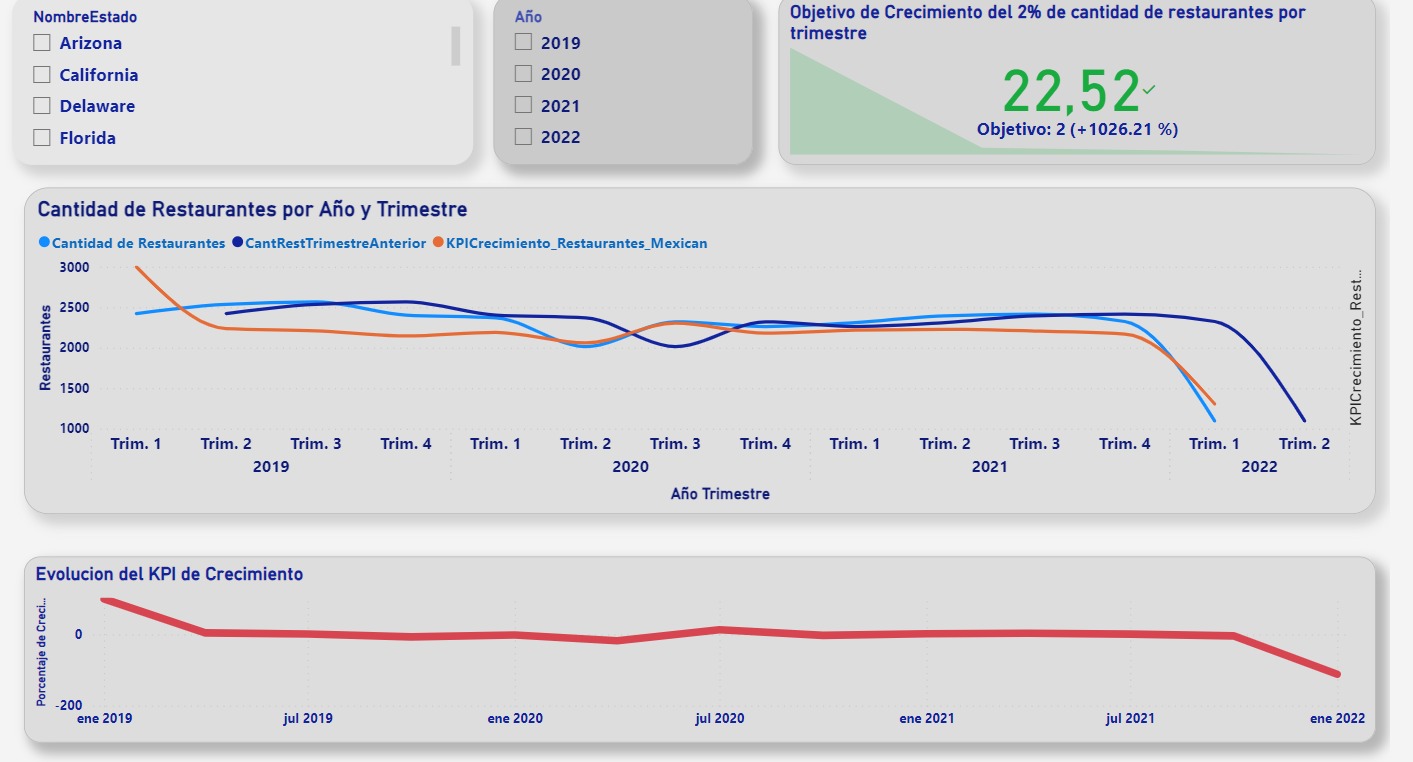 NombreEstado
Arizona
California
Delaware
Florida
Año
2019
2020
2021
2022
Objetivo de Crecimiento del 2% de cantidad de restaurantes por
trimestre
22,52
Objetivo: 2 (+1026.21 %)
Cantidad de Restaurantes por Año y Trimestre
Cantidad de Restaurantes CantRestTrimestreAnterior KPICrecimiento_Restaurantes_Mexican
Restaurantes
3000
2500
2000
1500
1000
KPICrecimiento_Rest...
Trim. 1 Trim. 2 Trim. 3 Trim. 4 Trim. 1 Trim. 2 Trim. 3 Trim. 4 Trim. 1 Trim. 2 Trim. 3 Trim. 4 Trim. 1 Trim. 2
2019 2020 2021 2022
Año Trimestre
Evolucion del KPI de Crecimiento
Porcentaje de Creci...
0
-200
ene 2019 jul 2019 ene 2020 jul 2020 ene 2021 jul 2021 ene 2022